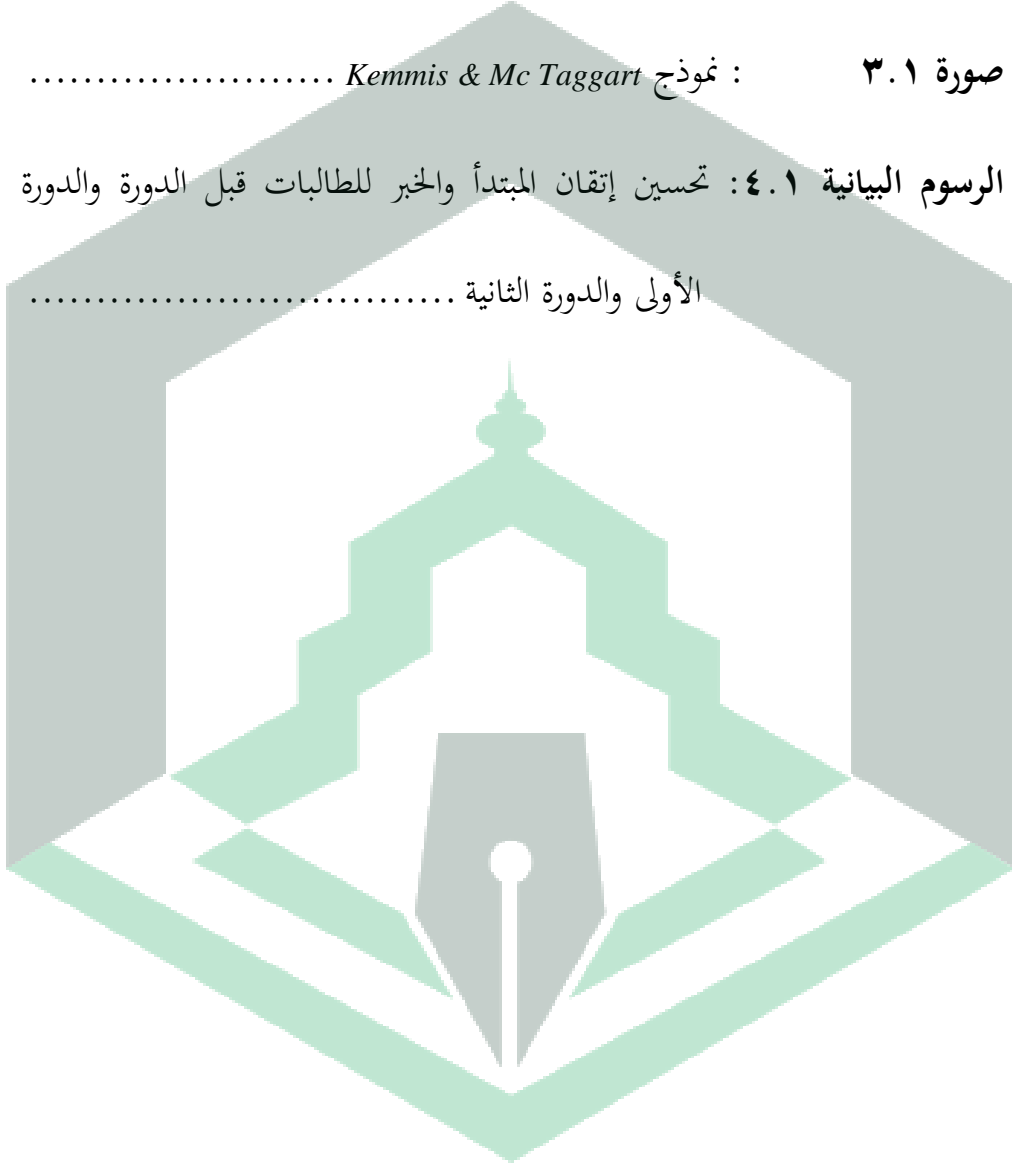 صورة ٣.١ : نموذج Kemmis & Mc Taggart .......................
الرسوم البيانية ٤.١: تحسين إتقان المبتدأ والخبر للطالبات قبل الدورة والدورة
الأولى والدورة الثانية ................................